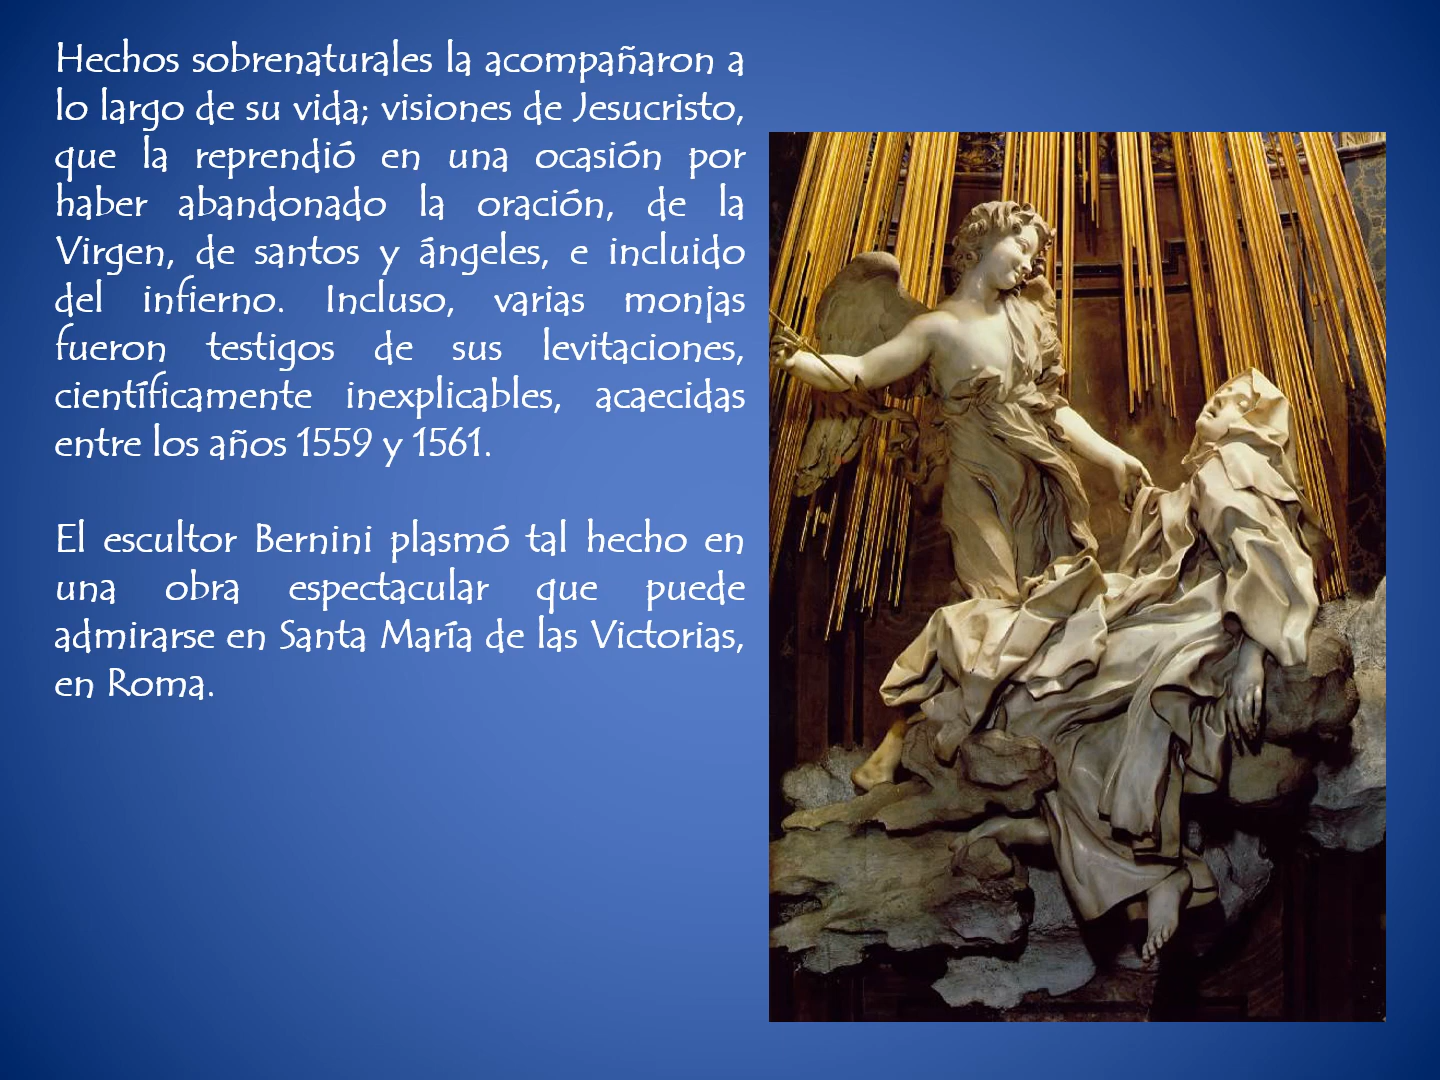 Hechos sobrenaturales la acompañaron a
lo largo de su vida; visiones de Jesucristo,
que la reprendió en una ocasión por
haber abandonado la oración, de la
Virgen, de santos y ángeles, e incluido
del infierno. Incluso, varias monjas
fueron testigos de sus levitaciones,
científicamente inexplicables, acaecidas
entre los años 1559 y 1561.
El escultor Bernini plasmó tal hecho en
una obra espectacular que puede
admirarse en Santa María de las Victorias,
en Roma.